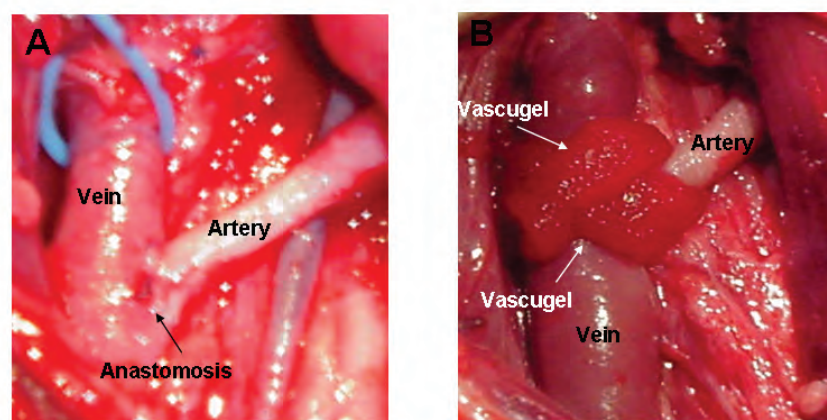 A
Vein
Artery
Anastomosis
B
Vascugel
Artery
Vascugel
Vein